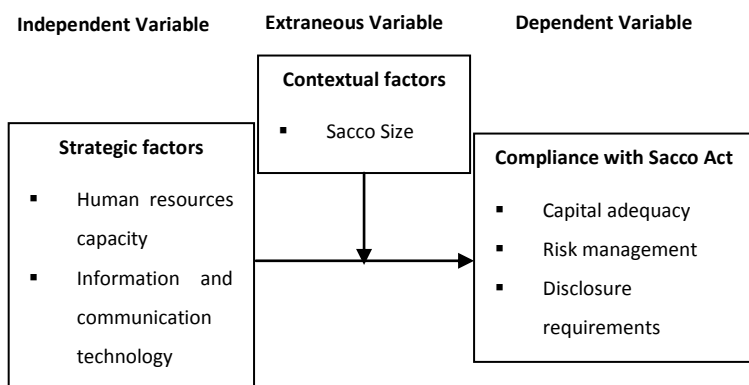 Independent Variable
Extraneous Variable
Dependent Variable
Contextual factors
▪ Sacco Size
Strategic factors
▪ Human resources
capacity
▪ Information and
communication
technology
Compliance with Sacco Act
▪ Capital adequacy
▪ Risk management
▪ Disclosure
requirements